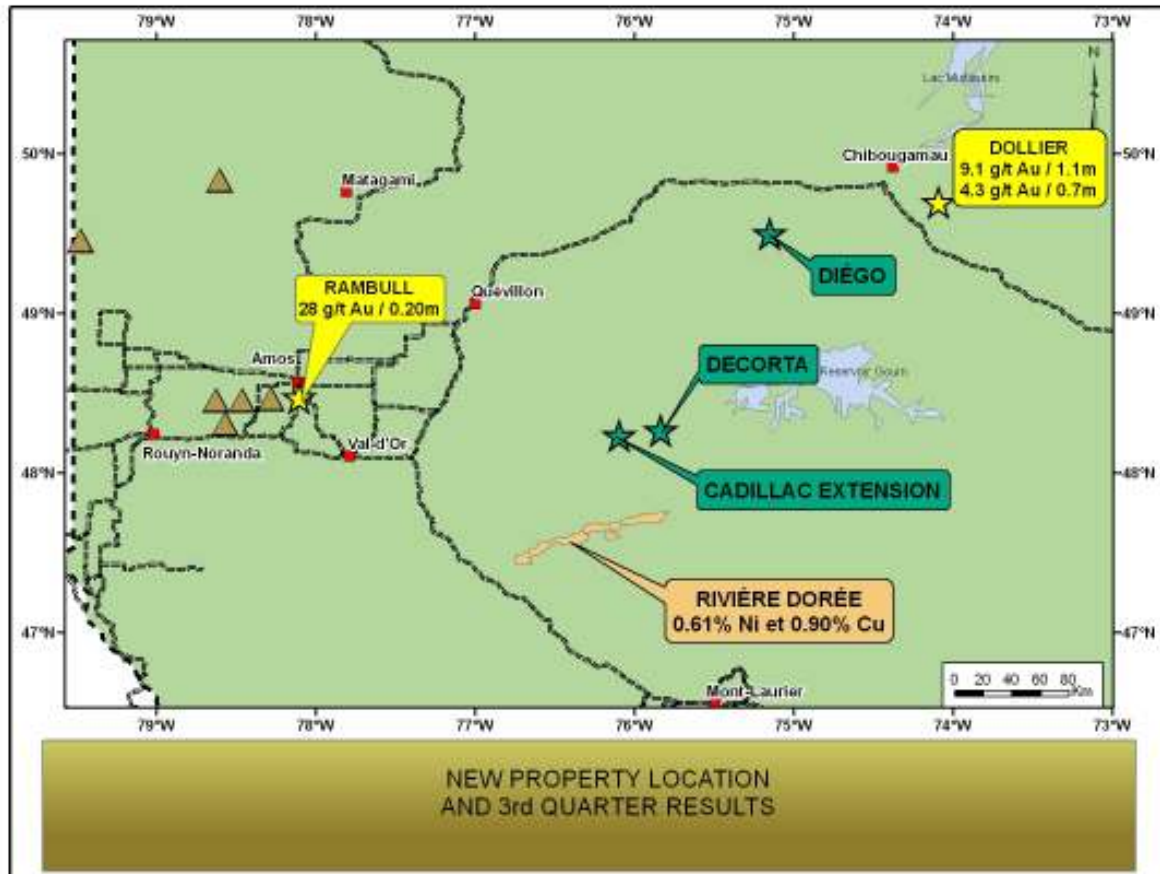 79°W 78°W 77°W 76°W 75°W 74°W 73°W
N
Lac Mistassini
50°N 50°N
Chibougamau
DOLLIER
9.1 g/t Au / 1.1m
4.3 g/t Au / 0.7m
Matagami
DIÉGO
RAMBULL
28 g/t Au / 0.20m
Quévillon
49°N 49°N
Amos
DECORTA
Reservoir Gouin
Val-d'Or
Rouyn-Noranda
48°N 48°N
CADILLAC EXTENSION
RIVIÈRE DORÉE
0.61% Ni et 0.90% Cu
47°N 47°N
0 20 40 60 80
Km
Mont-Laurier
79°W 78°W 77°W 76°W 75°W 74°W 73°W
NEW PROPERTY LOCATION
AND 3rd QUARTER RESULTS